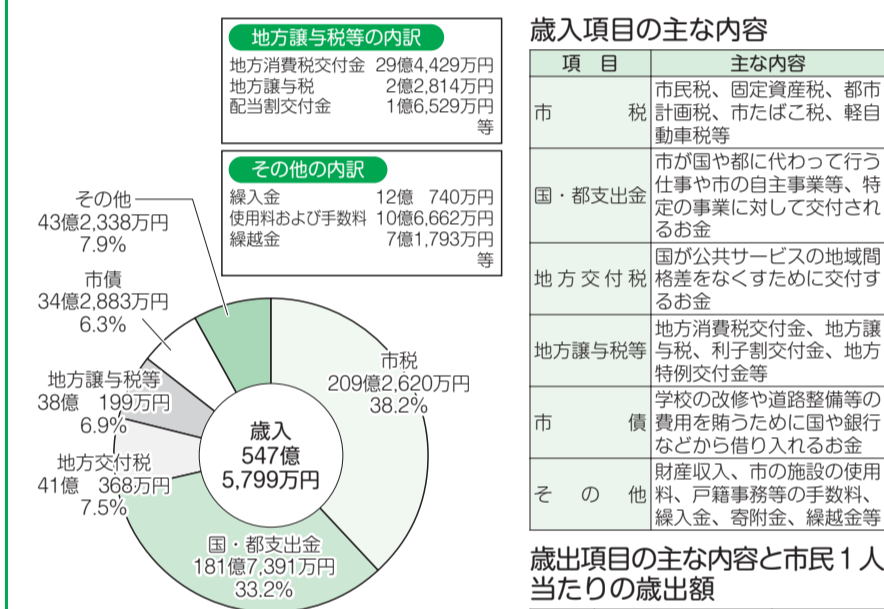 地方譲与税等の内訳
地方消費税交付金 29億4,429万円
地方譲与税 2億2,814万円
配当割交付金 1億6,529万円
等
その他の内訳
繰入金 12億 740万円
使用料および手数料 10億6,662万円
繰越金 7億1,793万円
等
その他
43億2,338万円
7.9%
市債
34億2,883万円
6.3%
地方譲与税等
38億 199万円
6.9%
地方交付税
41億 368万円
7.5%
国・都支出金
181億7,391万円
33.2%
市税
209億2,620万円
38.2%
歳入
547億
5,799万円
歳入項目の主な内容
項 目 主な内容
市 税
市民税、固定資産税、都市
計画税、市たばこ税、軽自
動車税等
国・都支出金
市が国や都に代わって行う
仕事や市の自主事業等、特
定の事業に対して交付され
るお金
地方交付税
国が公共サービスの地域間
格差をなくすために交付す
るお金
地方譲与税等
地方消費税交付金、地方譲
与税、利子割交付金、地方
特例交付金等
市 債
学校の改修や道路整備等の
費用を賄うために国や銀行
などから借り入れるお金
そ の 他
財産収入、市の施設の使用
料、戸籍事務等の手数料、
繰入金、寄附金、繰越金等
歳出項目の主な内容と市民1人
当たりの歳出額